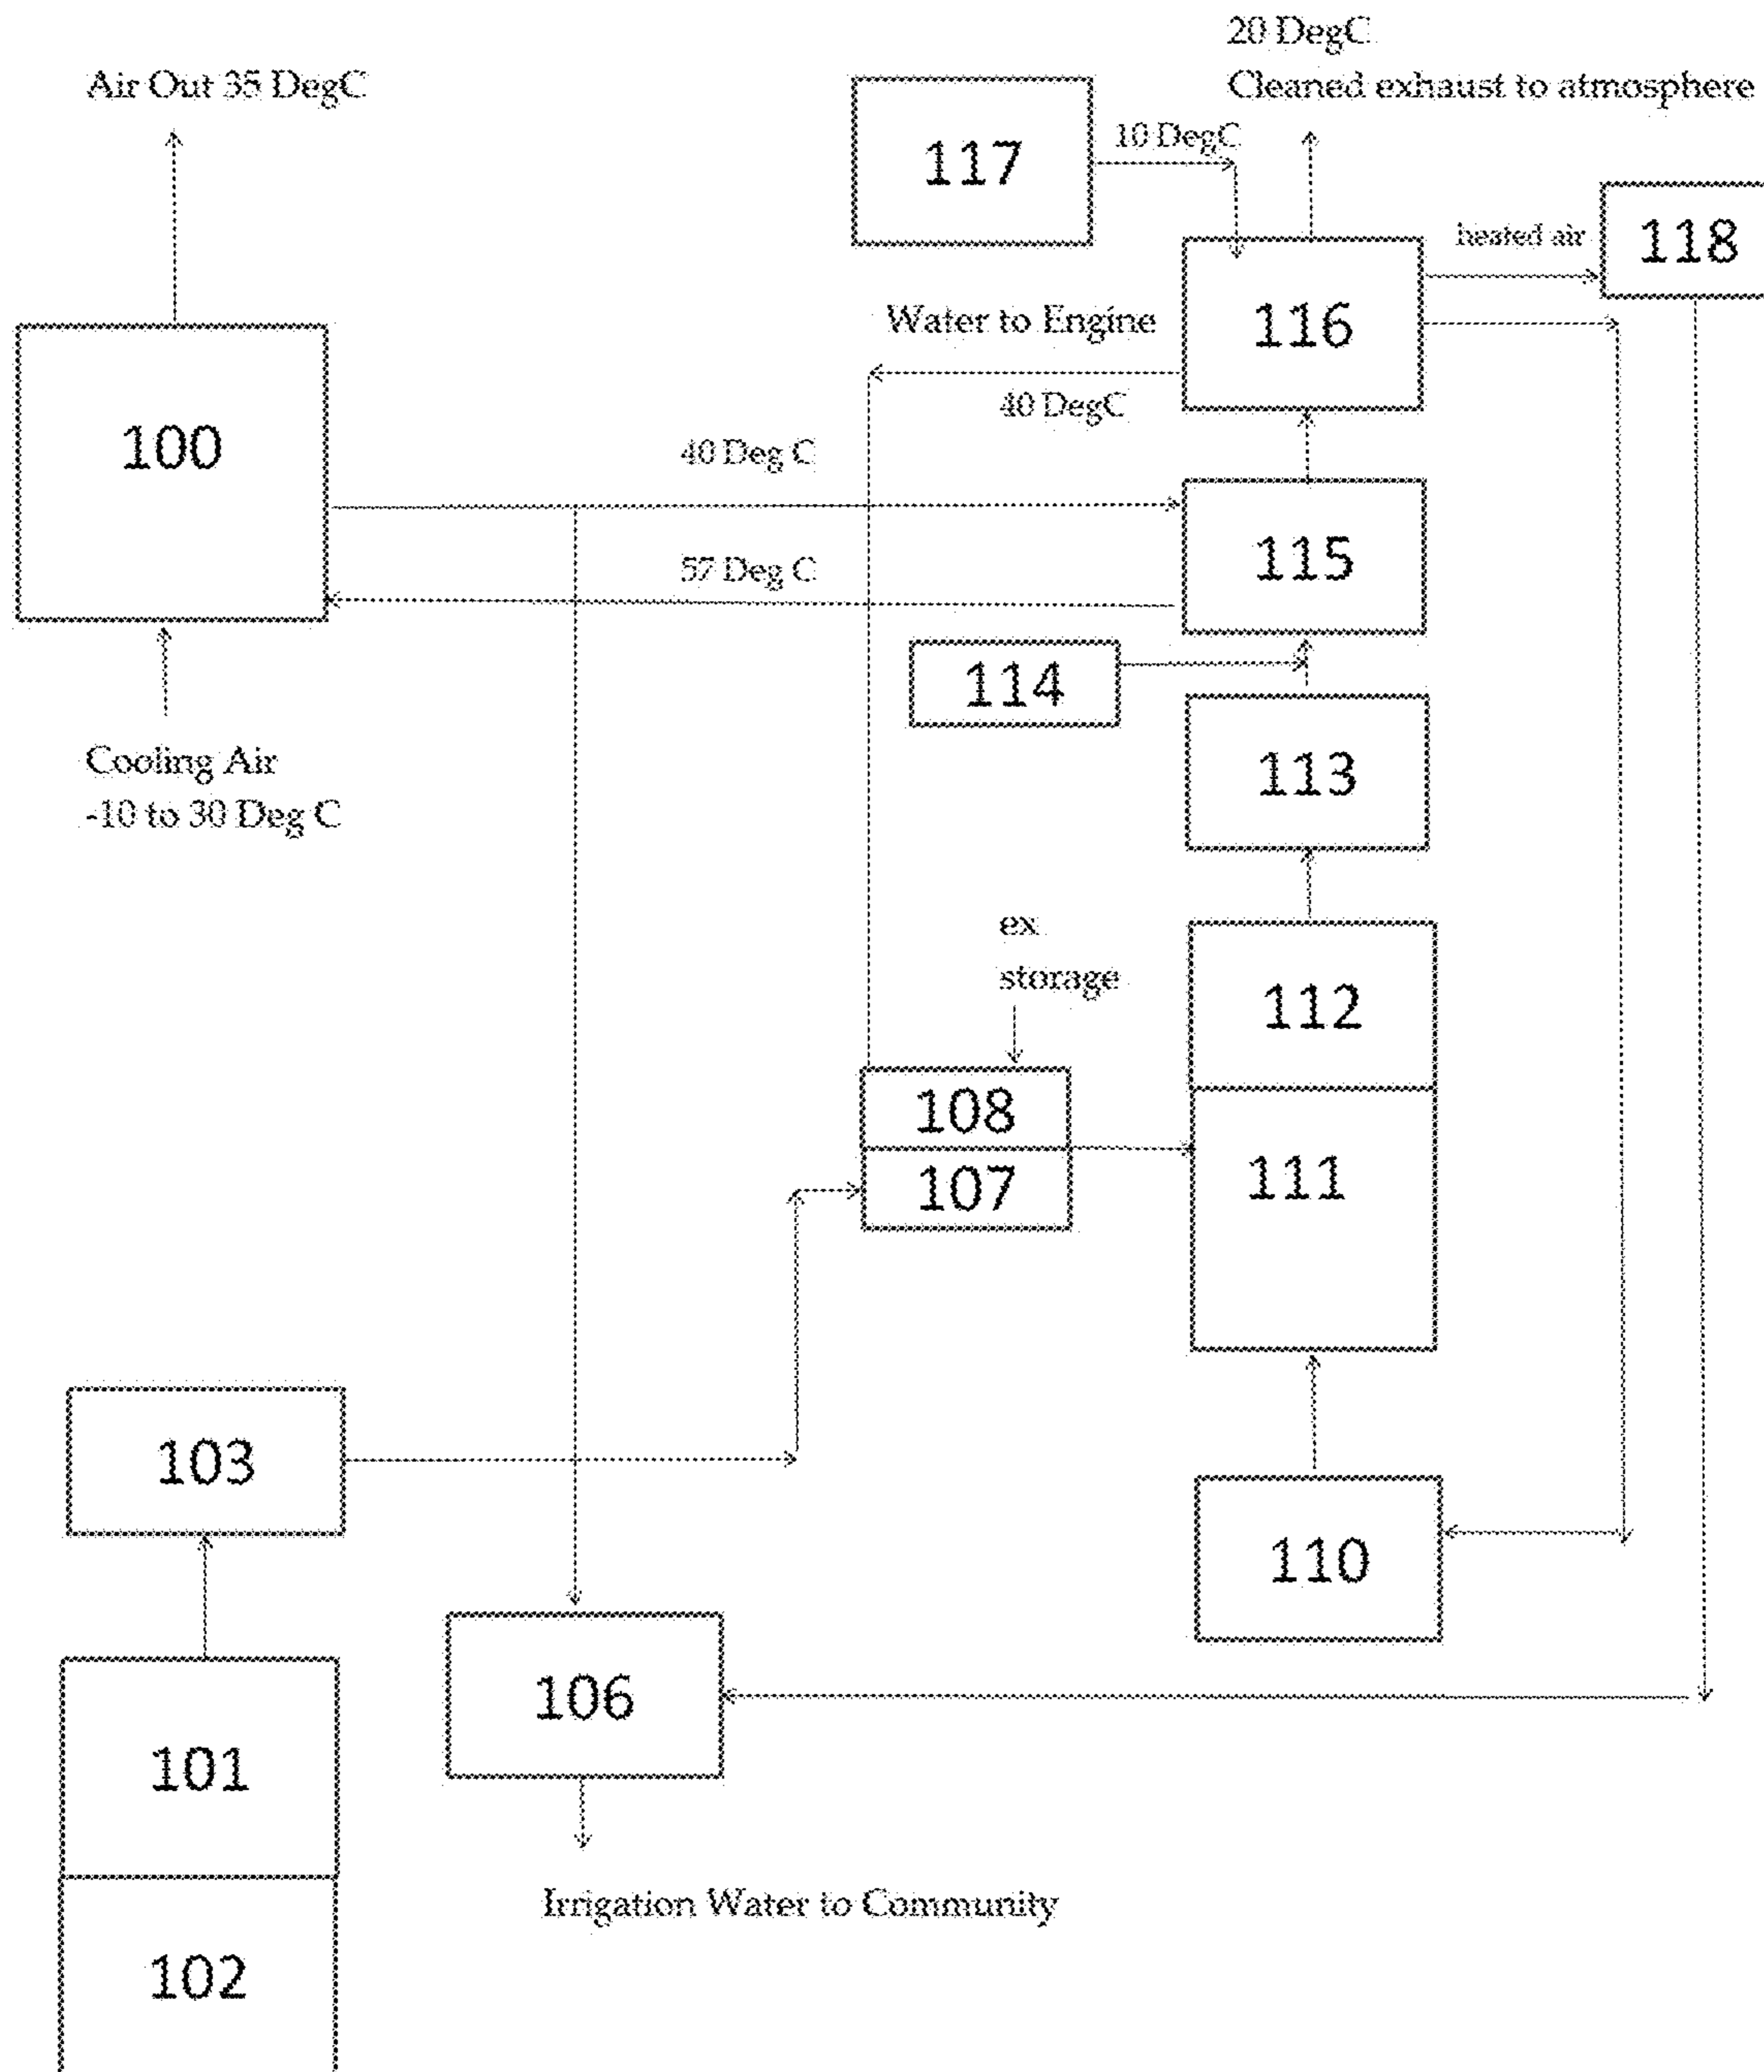 20 DegC
Air Out 35 DegC
Cleaned exhaust to atmosphere
117
10 DegC
118
heated air
116
Water to Engine
40 DegC
100
40 Deg C
115
57 Deg C
114
Cooling Air
-10 to 30 Deg C
113
ex
storage
112
108
107
111
103
110
106
101
Irrigation Water to Community
102